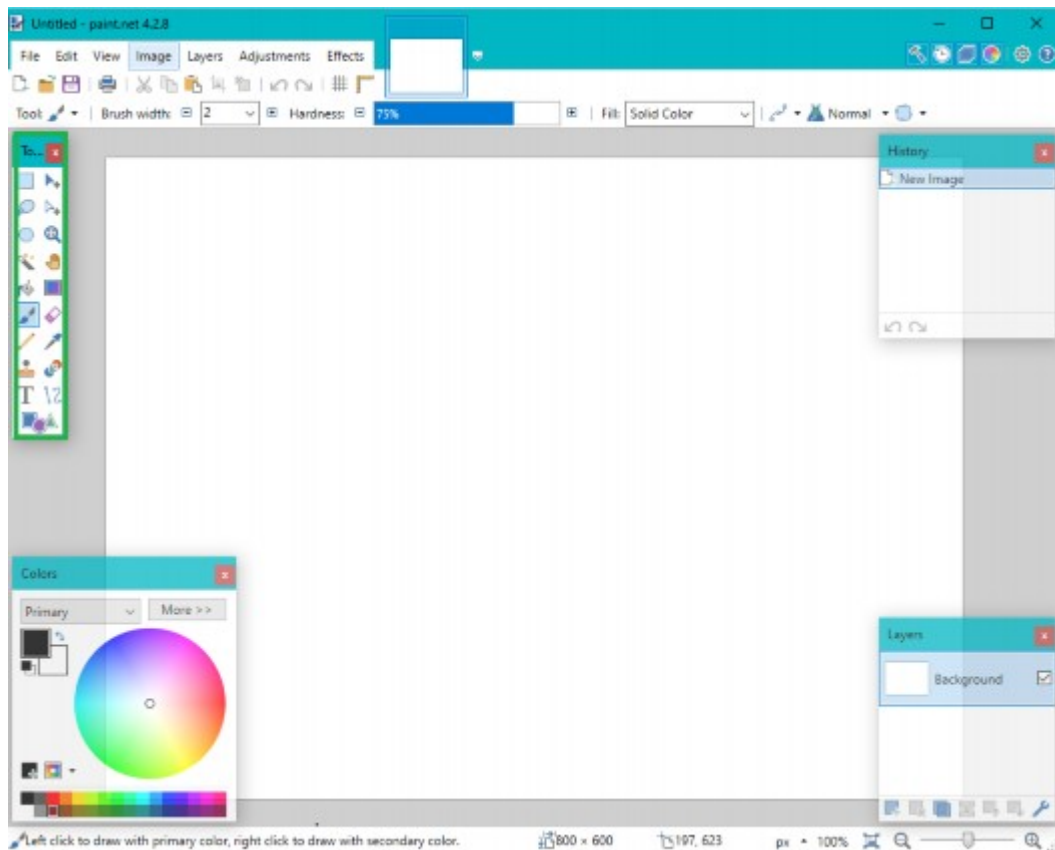 Untitled - paint.net 4.2.8
File Edit View Image Layers Adjustments Effects
Tool: Brush width: 2 Hardness: 75% Fill: Solid Color Normal
To...
History
New Image
T
Colors
Primary More >>
Layers
Background
Left click to draw with primary color, right click to draw with secondary color. 800 × 600 197, 623 px 100%